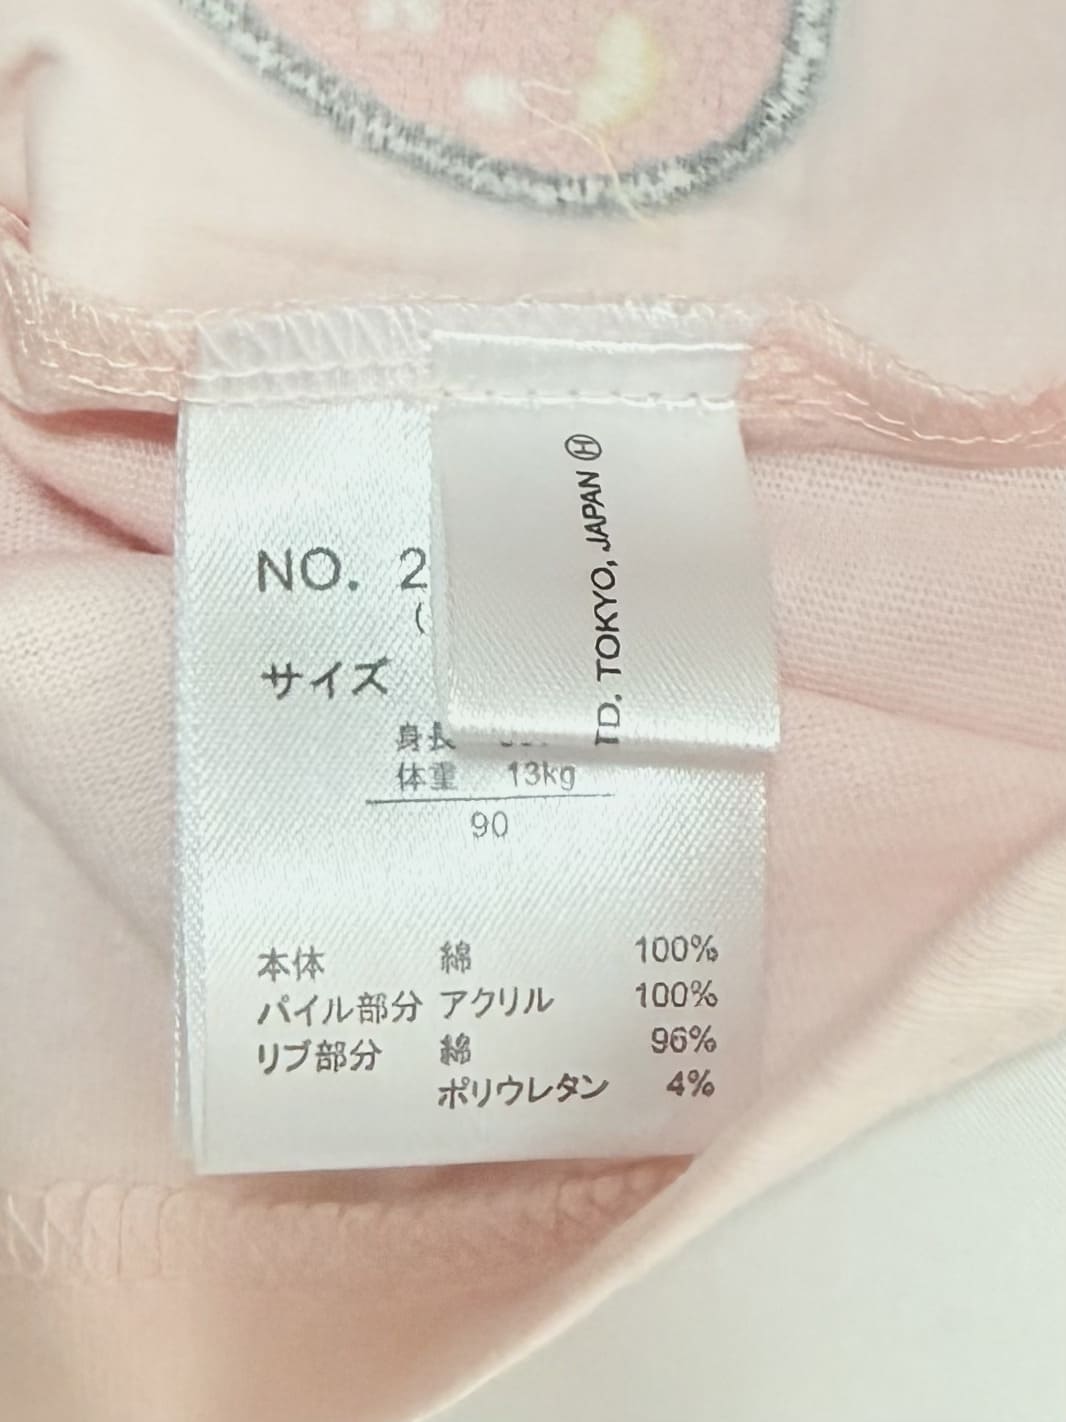 NO. 2
(
サイズ
身長
体重 13kg
90
本体 綿 100%
パイル部分 アクリル 100%
リブ部分 綿 96%
ポリウレタン 4%
TD. TOKYO, JAPAN Ⓗ